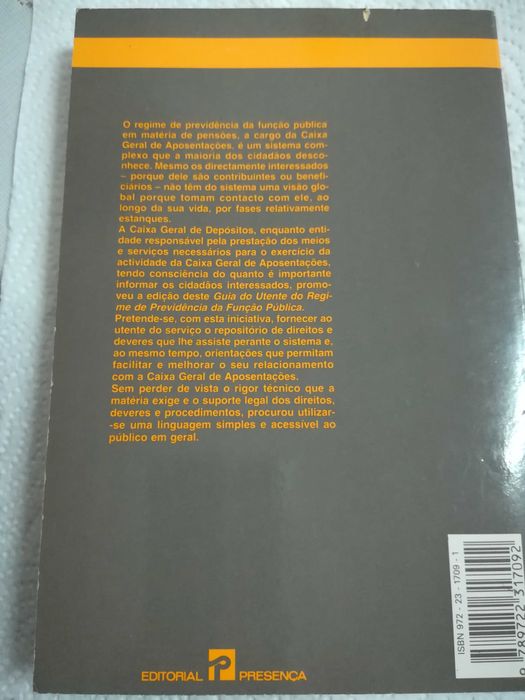 O regime de previdência da função pública
em matéria de pensões, a cargo da Caixa
Geral de Aposentações, é um sistema com-
plexo que a maioria dos cidadãos desco-
nhece. Mesmo os directamente interessados
– porque dele são contribuintes ou benefi-
ciários – não têm do sistema uma visão glo-
bal porque tomam contacto com ele, ao
longo da sua vida, por fases relativamente
estanques.
A Caixa Geral de Depósitos, enquanto enti-
dade responsável pela prestação dos meios
e serviços necessários para o exercício da
actividade da Caixa Geral de Aposentações,
tendo consciência do quanto é importante
informar os cidadãos interessados, promo-
veu a edição deste Guia do Utente do Regi-
me de Previdência da Função Pública.
Pretende-se, com esta iniciativa, fornecer ao
utente do serviço o repositório de direitos e
deveres que lhe assiste perante o sistema e,
ao mesmo tempo, orientações que permitam
facilitar e melhorar o seu relacionamento
com a Caixa Geral de Aposentações.
Sem perder de vista o rigor técnico que a
matéria exige e o suporte legal dos direitos,
deveres e procedimentos, procurou utilizar-
-se uma linguagem simples e acessível ao
público em geral.
ISBN 972 - 23 - 1709 - 1
9 789722 317092
EDITORIAL P PRESENÇA